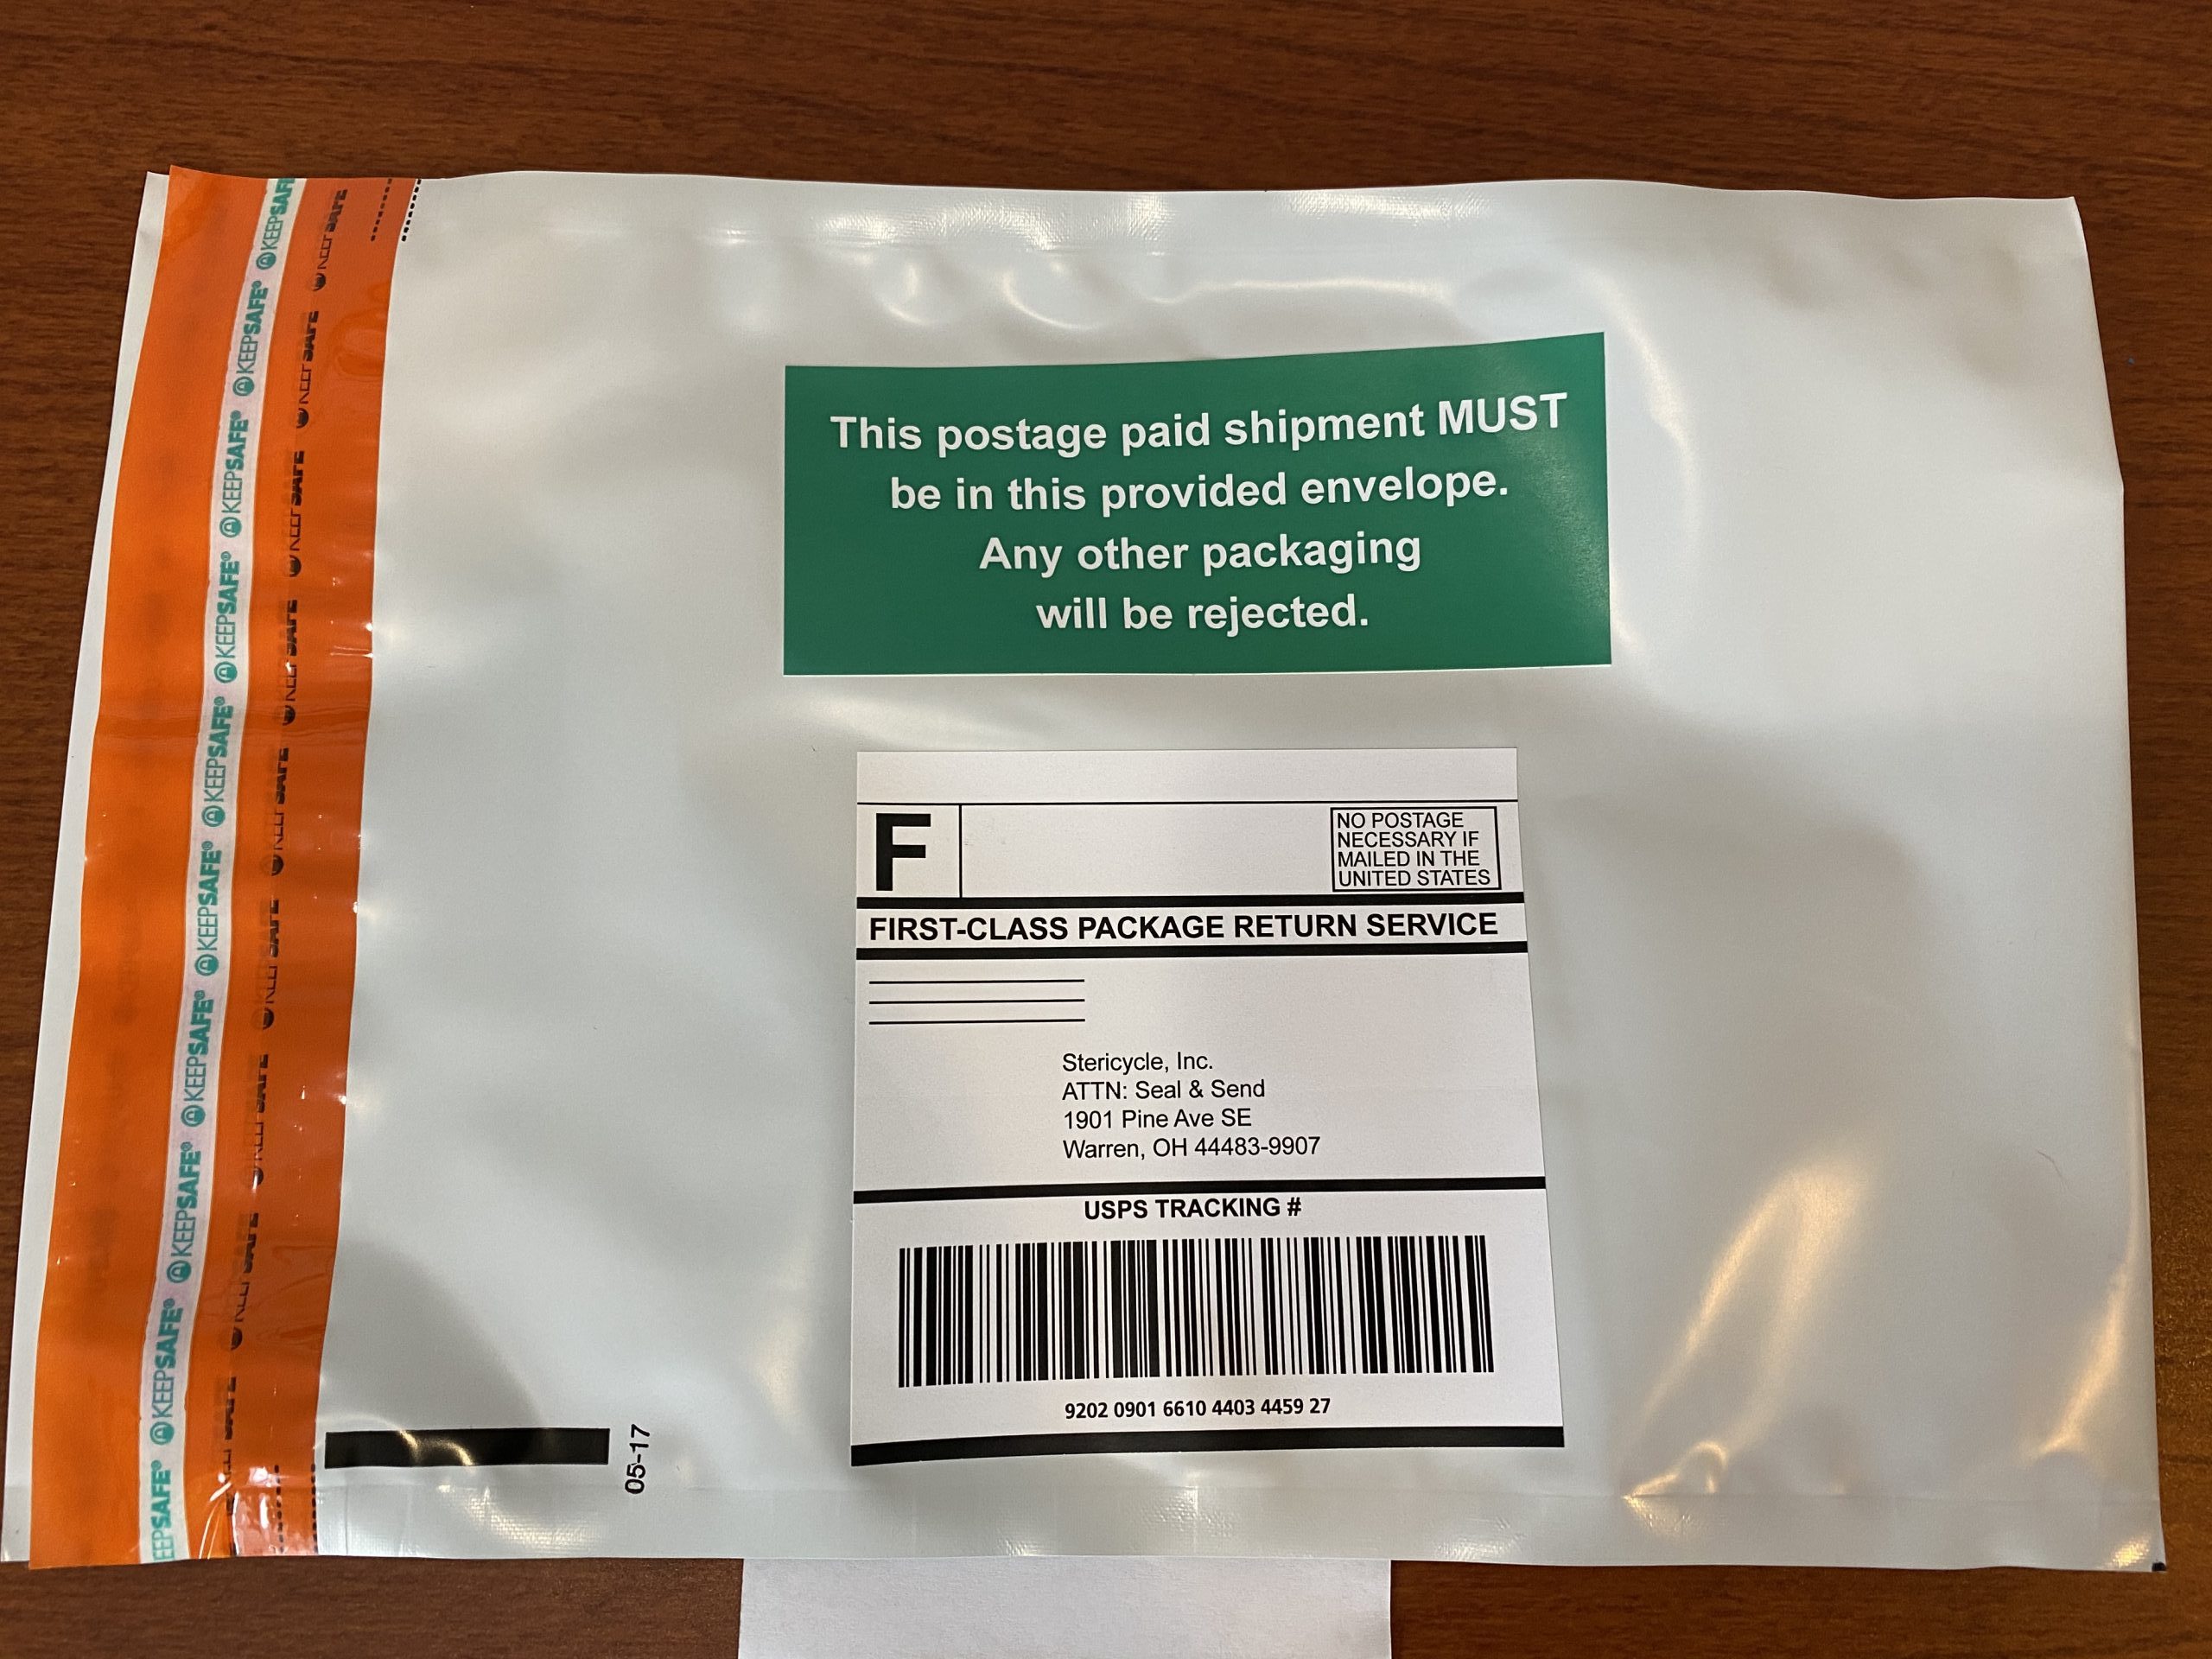 This postage paid shipment MUST
be in this provided envelope.
Any other packaging
will be rejected.
F
NO POSTAGE
NECESSARY IF
MAILED IN THE
UNITED STATES
FIRST-CLASS PACKAGE RETURN SERVICE
Stericycle, Inc.
ATTN: Seal & Send
1901 Pine Ave SE
Warren, OH 44483-9907
USPS TRACKING #
9202 0901 6610 4403 4459 27
05-17
KEEPSAFE® KEEPSAFE® KEEPSAFE® KEEPSAFE® KEEPSAFE® KEEPSAFE® KEEPSAFE® KEEPSAFE® KEEPSAFE® KEEPSAFE